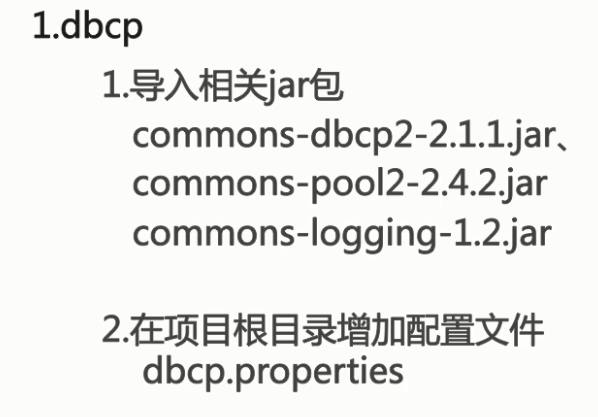 1.dbcp
1.导入相关jar包
commons-dbcp2-2.1.1.jar、
commons-pool2-2.4.2.jar
commons-logging-1.2.jar
2.在项目根目录增加配置文件
dbcp.properties